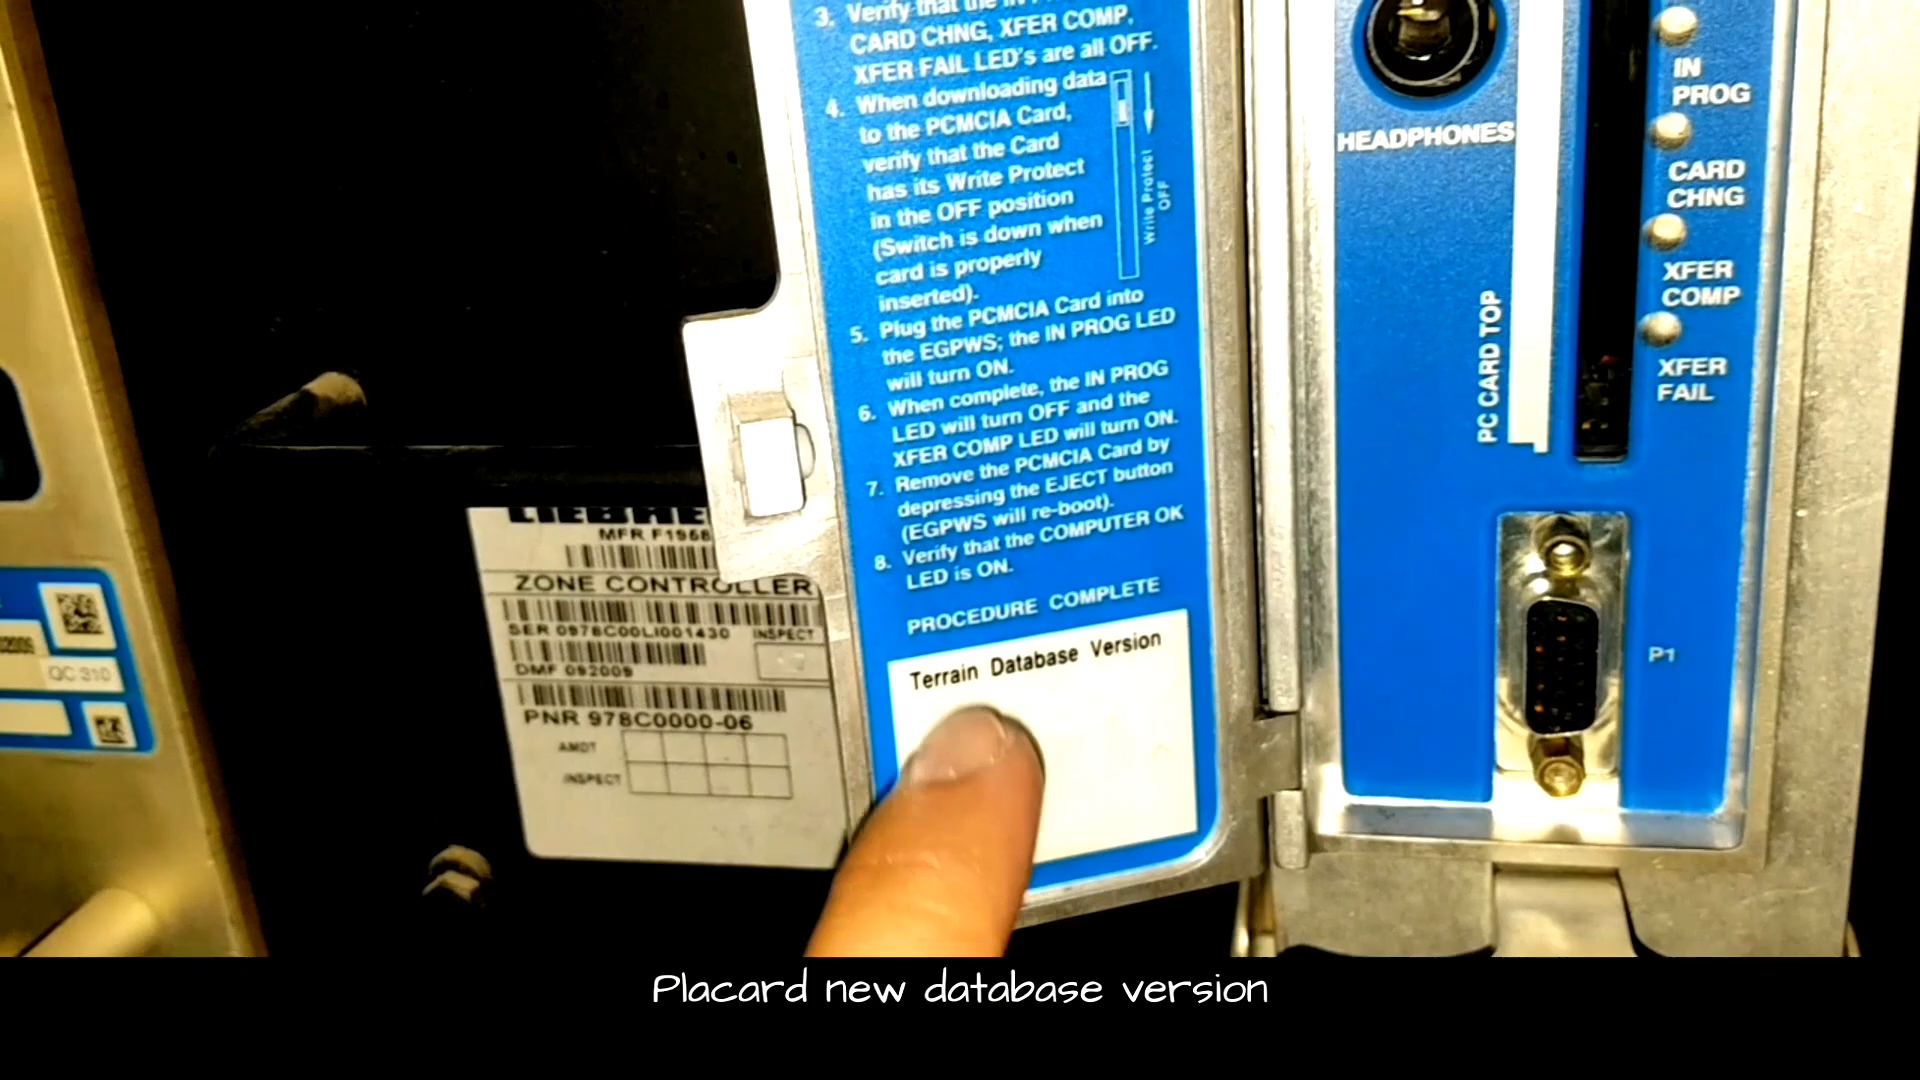 3. Verify that the
CARD CHNG, XFER COMP,
XFER FAIL LED's are all OFF.
4. When downloading data
to the PCMCIA Card,
verify that the Card
has its Write Protect
in the OFF position
(Switch is down when
card is properly
inserted).
Write Protect
OFF
5. Plug the PCMCIA Card into
the EGPWS; the IN PROG LED
will turn ON.
6. When complete, the IN PROG
LED will turn OFF and the
XFER COMP LED will turn ON.
7. Remove the PCMCIA Card by
depressing the EJECT button
(EGPWS will re-boot).
8. Verify that the COMPUTER OK
LED is ON.
PROCEDURE COMPLETE
Terrain Database Version
HEADPHONES
PC CARD TOP
IN
PROG
CARD
CHNG
XFER
COMP
XFER
FAIL
P1
MFR F1958
ZONE CONTROLLER
SER 0978C00LI001430 INSPECT
DMF 092009
PNR 978C0000-06
AMDT
INSPECT
QC 310
Placard new database version